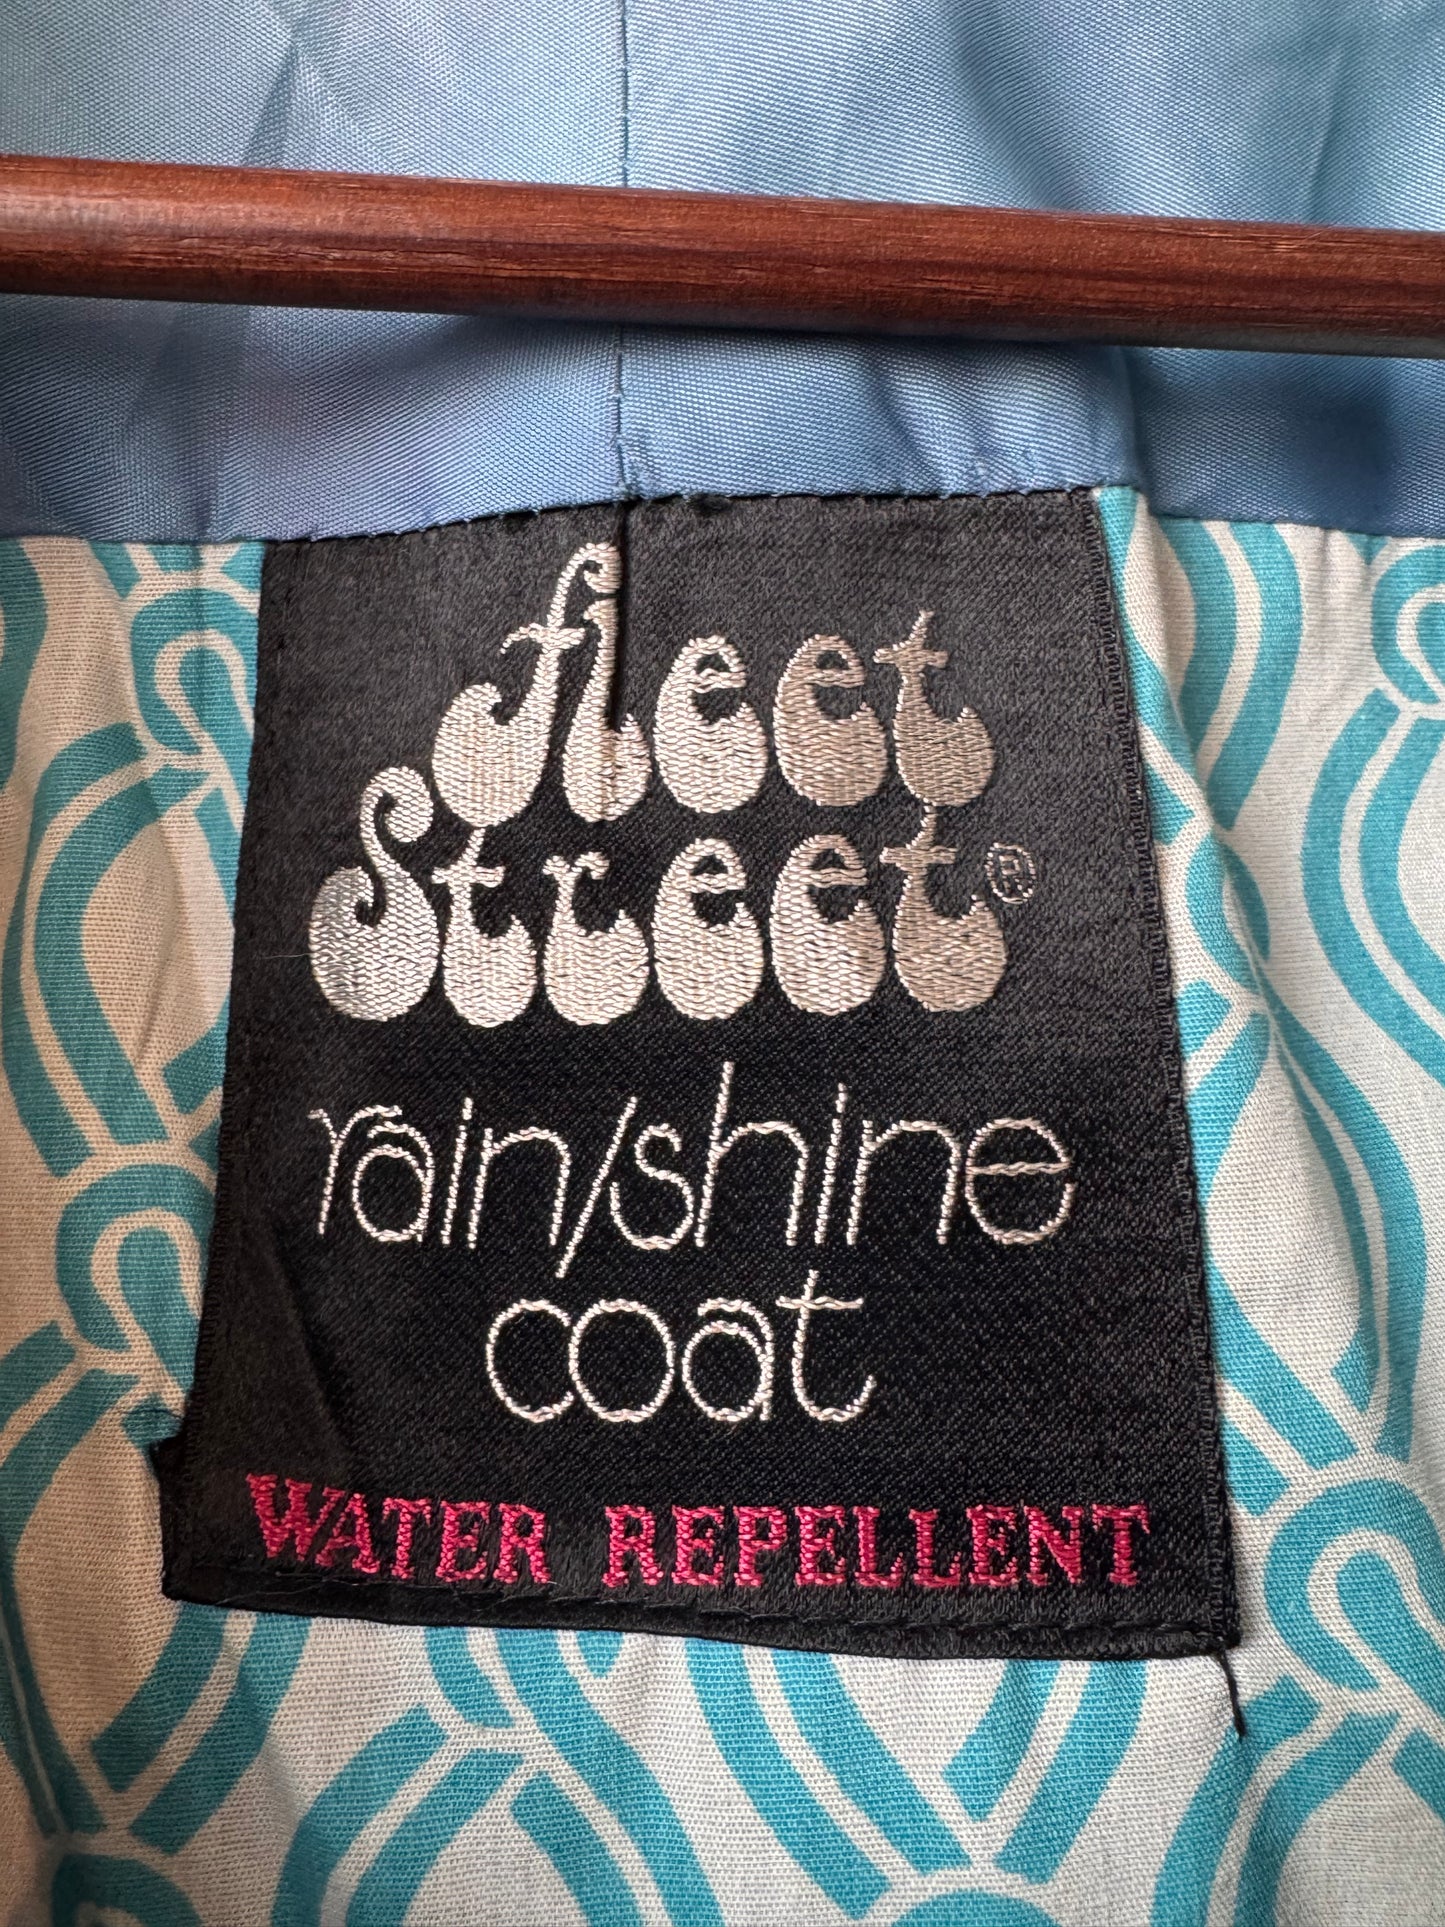 fleet
Street®
rain/shine
coat
WATER REPELLENT